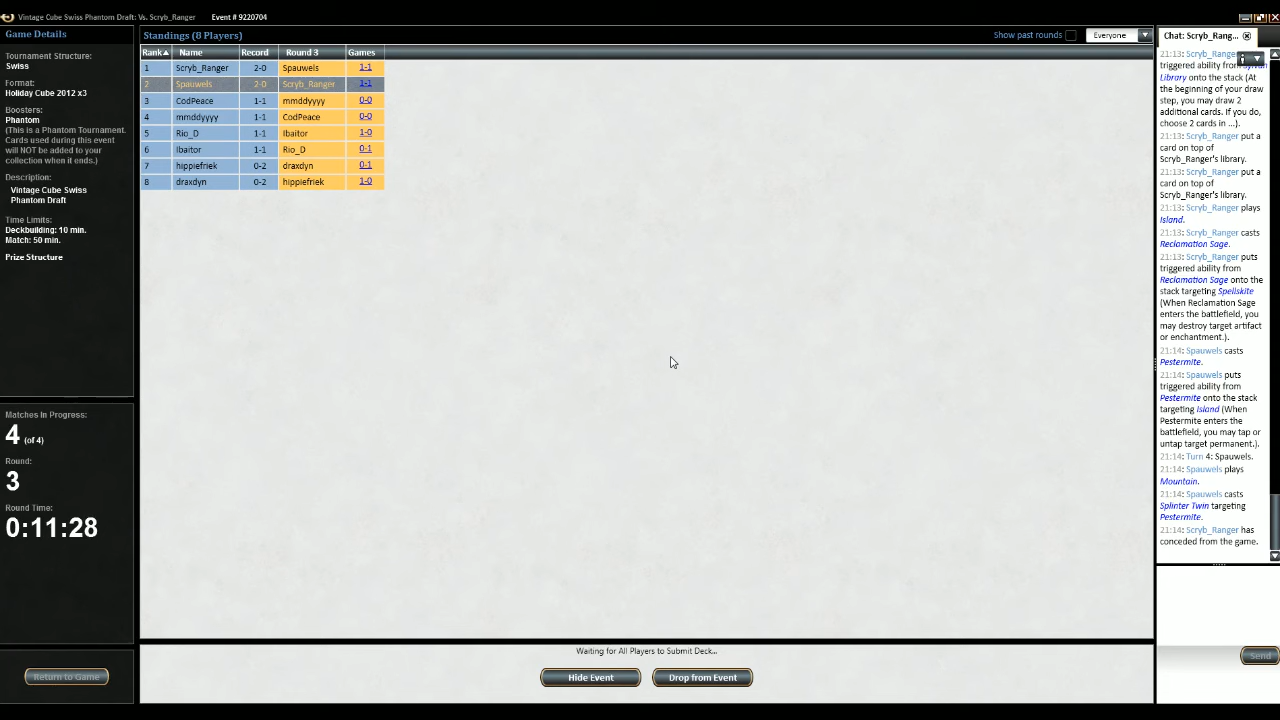 Vintage Cube Swiss Phantom Draft: Vs. Scryb_Ranger Event # 9220704
Game Details
Tournament Structure:
Swiss
Format:
Holiday Cube 2012 x3
Boosters:
Phantom
(This is a Phantom Tournament.
Cards used during this event
will NOT be added to your
collection when it ends.)
Description:
Vintage Cube Swiss
Phantom Draft
Time Limits:
Deckbuilding: 10 min.
Match: 50 min.
Prize Structure
Matches In Progress:
4 (of 4)
Round:
3
Round Time:
0:11:28
Return to Game
Standings (8 Players)
Show past rounds
Everyone
Rank Name Record Round 3 Games
1 Scryb_Ranger 2-0 Spauwels 1-1
2 Spauwels 2-0 Scryb_Ranger 1-1
3 CodPeace 1-1 mmddyyyy 0-0
4 mmddyyyy 1-1 CodPeace 0-0
5 Rio_D 1-1 lbaitor 1-0
6 lbaitor 1-1 Rio_D 0-1
7 hippiefriek 0-2 draxdyn 0-1
8 draxdyn 0-2 hippiefriek 1-0
Waiting for All Players to Submit Deck...
Hide Event
Drop from Event
Chat: Scryb_Rang...
21:13: Scryb_Ranger
triggered ability from Sylvan
Library onto the stack (At
the beginning of your draw
step, you may draw 2
additional cards. If you do,
choose 2 cards in ...).
21:13: Scryb_Ranger put a
card on top of
Scryb_Ranger's library.
21:13: Scryb_Ranger put a
card on top of
Scryb_Ranger's library.
21:13: Scryb_Ranger plays
Island.
21:13: Scryb_Ranger casts
Reclamation Sage.
21:13: Scryb_Ranger puts
triggered ability from
Reclamation Sage onto the
stack targeting Spellskite
(When Reclamation Sage
enters the battlefield, you
may destroy target artifact
or enchantment.).
21:14: Spauwels casts
Pestermite.
21:14: Spauwels puts
triggered ability from
Pestermite onto the stack
targeting Island (When
Pestermite enters the
battlefield, you may tap or
untap target permanent.).
21:14: Turn 4: Spauwels.
21:14: Spauwels plays
Mountain.
21:14: Spauwels casts
Splinter Twin targeting
Pestermite.
21:14: Scryb_Ranger has
conceded from the game.
Send